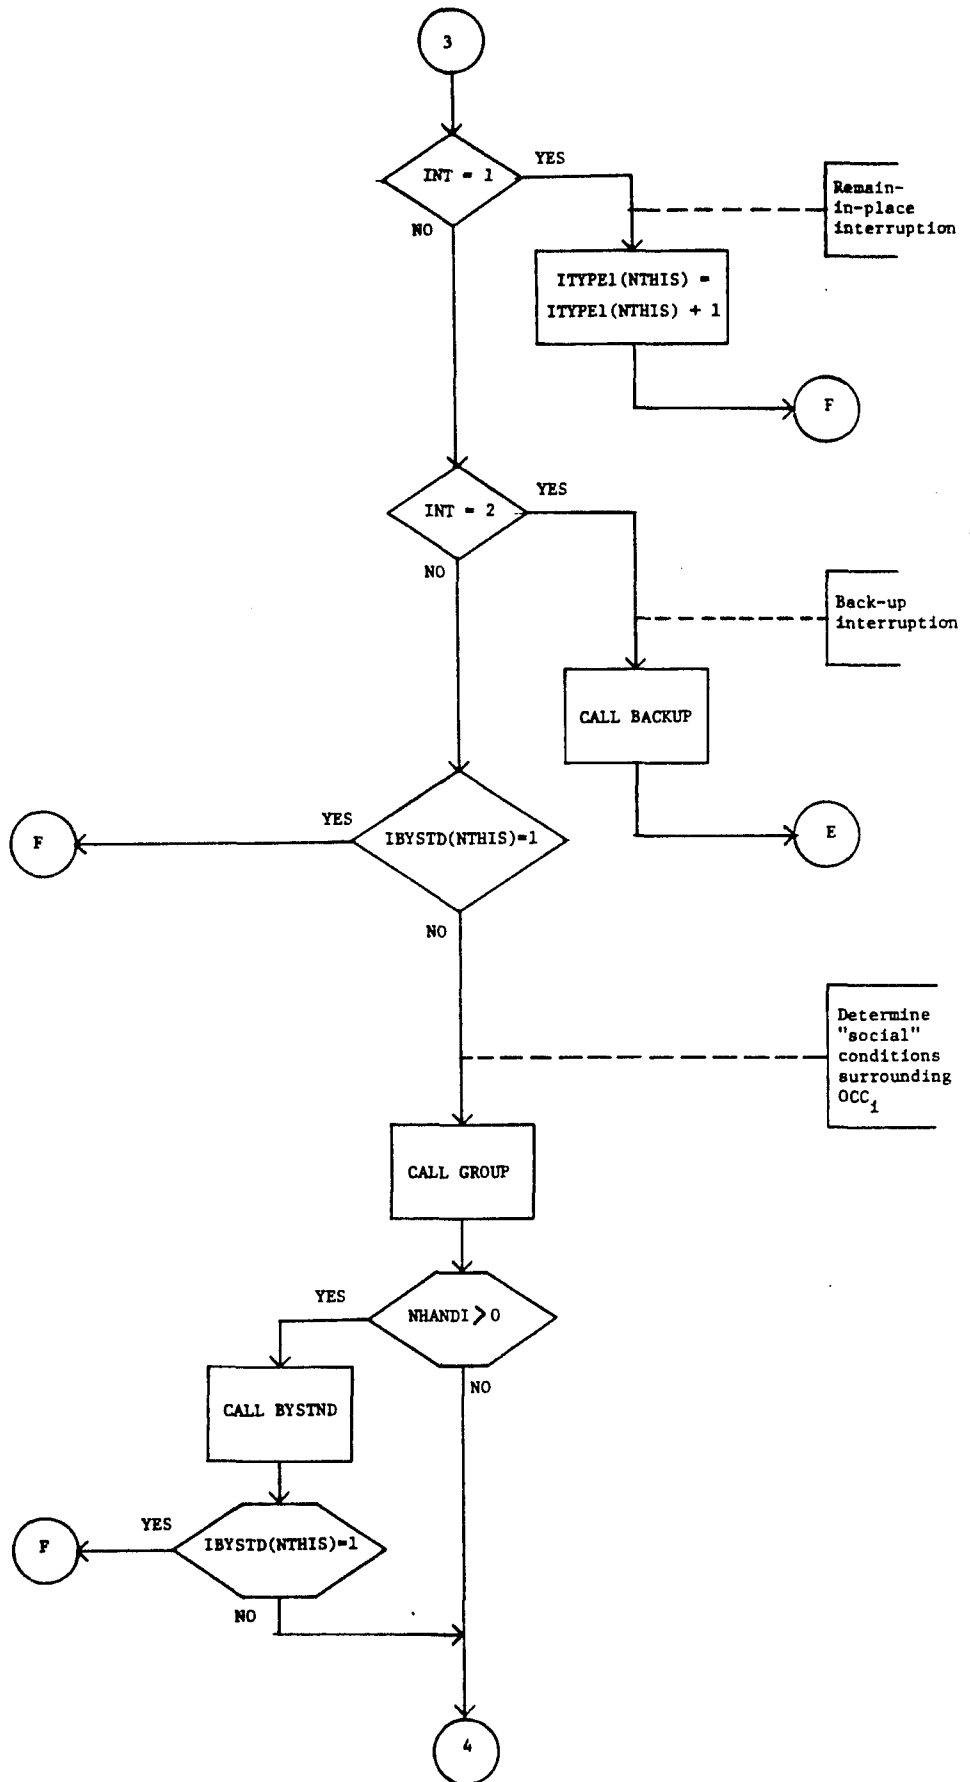 3
INT = 1
YES
NO
Remain-
in-place
interruption
ITYPE1(NTHIS) =
ITYPE1(NTHIS) + 1
F
INT = 2
YES
NO
Back-up
interruption
CALL BACKUP
E
IBYSTD(NTHIS)=1
YES
F
NO
Determine
"social"
conditions
surrounding
OCCi
CALL GROUP
NHANDI > 0
YES
NO
CALL BYSTND
IBYSTD(NTHIS)=1
YES
F
NO
4